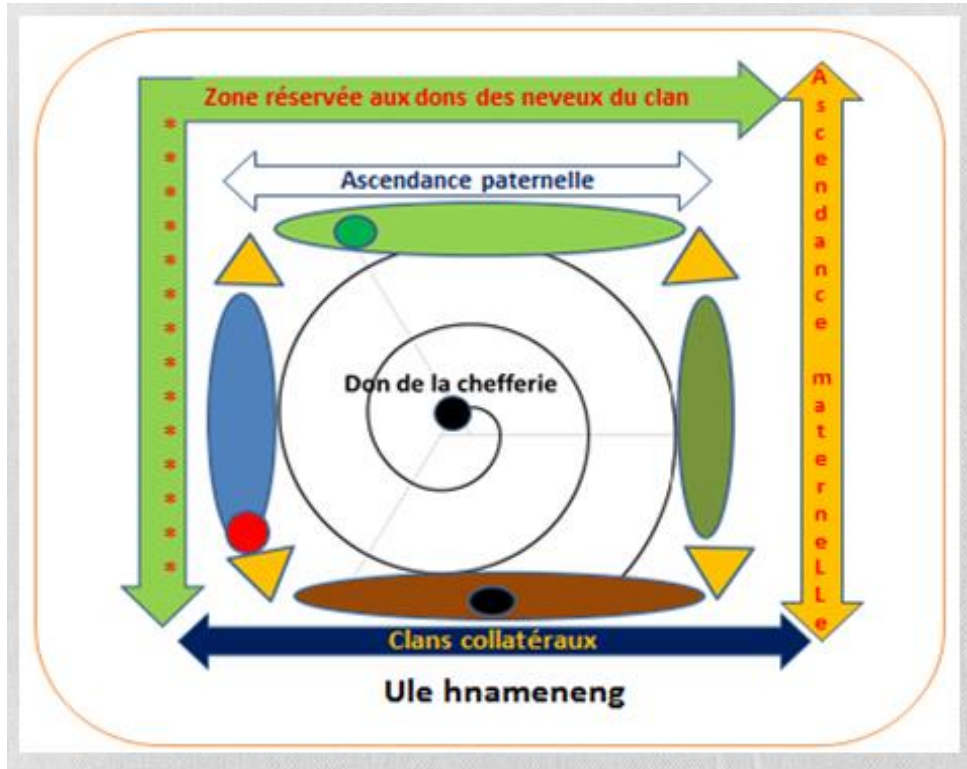 Zone réservée aux dons des neveux du clan
Ascendance paternelle
Ascendance materneLLe
Don de la chefferie
Clans collatéraux
Ule hnameneng